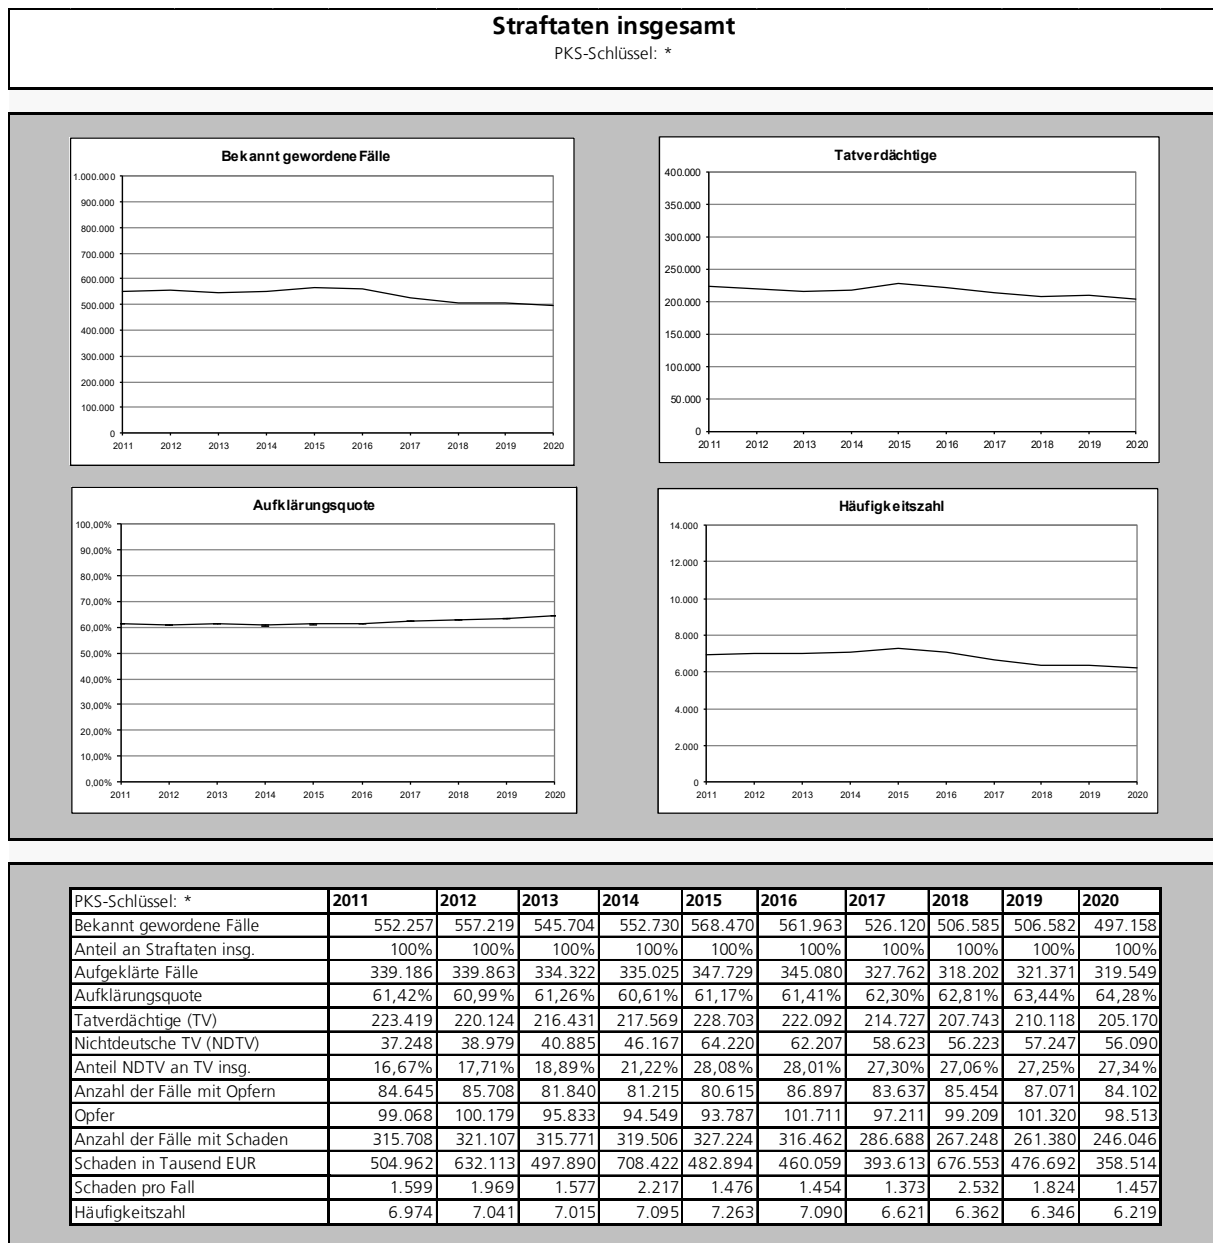 Straftaten insgesamt
PKS-Schlüssel: *
Bekannt gewordene Fälle
1.000.000
900.000
800.000
700.000
600.000
500.000
400.000
300.000
200.000
100.000
0
2011 2012 2013 2014 2015 2016 2017 2018 2019 2020
Tatverdächtige
400.000
350.000
300.000
250.000
200.000
150.000
100.000
50.000
0
2011 2012 2013 2014 2015 2016 2017 2018 2019 2020
Aufklärungsquote
100,00%
90,00%
80,00%
70,00%
60,00%
50,00%
40,00%
30,00%
20,00%
10,00%
0,00%
2011 2012 2013 2014 2015 2016 2017 2018 2019 2020
Häufigkeitszahl
14.000
12.000
10.000
8.000
6.000
4.000
2.000
0
2011 2012 2013 2014 2015 2016 2017 2018 2019 2020
PKS-Schlüssel: * 2011 2012 2013 2014 2015 2016 2017 2018 2019 2020
Bekannt gewordene Fälle 552.257 557.219 545.704 552.730 568.470 561.963 526.120 506.585 506.582 497.158
Anteil an Straftaten insg. 100% 100% 100% 100% 100% 100% 100% 100% 100% 100%
Aufgeklärte Fälle 339.186 339.863 334.322 335.025 347.729 345.080 327.762 318.202 321.371 319.549
Aufklärungsquote 61,42% 60,99% 61,26% 60,61% 61,17% 61,41% 62,30% 62,81% 63,44% 64,28%
Tatverdächtige (TV) 223.419 220.124 216.431 217.569 228.703 222.092 214.727 207.743 210.118 205.170
Nichtdeutsche TV (NDTV) 37.248 38.979 40.885 46.167 64.220 62.207 58.623 56.223 57.247 56.090
Anteil NDTV an TV insg. 16,67% 17,71% 18,89% 21,22% 28,08% 28,01% 27,30% 27,06% 27,25% 27,34%
Anzahl der Fälle mit Opfern 84.645 85.708 81.840 81.215 80.615 86.897 83.637 85.454 87.071 84.102
Opfer 99.068 100.179 95.833 94.549 93.787 101.711 97.211 99.209 101.320 98.513
Anzahl der Fälle mit Schaden 315.708 321.107 315.771 319.506 327.224 316.462 286.688 267.248 261.380 246.046
Schaden in Tausend EUR 504.962 632.113 497.890 708.422 482.894 460.059 393.613 676.553 476.692 358.514
Schaden pro Fall 1.599 1.969 1.577 2.217 1.476 1.454 1.373 2.532 1.824 1.457
Häufigkeitszahl 6.974 7.041 7.015 7.095 7.263 7.090 6.621 6.362 6.346 6.219